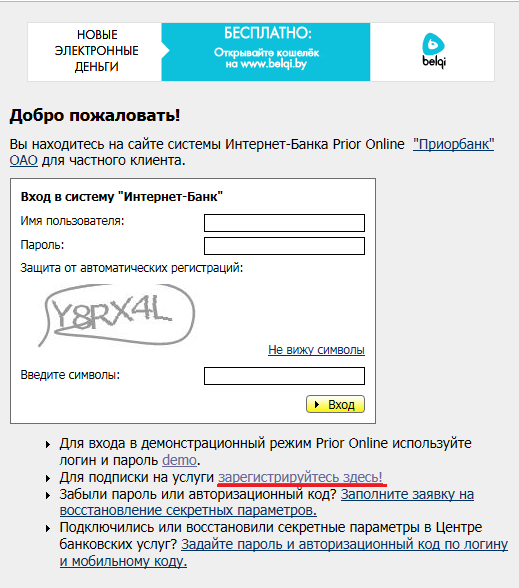 НОВЫЕ
ЭЛЕКТРОННЫЕ
ДЕНЬГИ
БЕСПЛАТНО:
Открывайте кошелёк
на www.belqi.by
belqi
Добро пожаловать!
Вы находитесь на сайте системы Интернет-Банка Prior Online "Приорбанк"
ОАО для частного клиента.
Вход в систему "Интернет-Банк"
Имя пользователя:
Пароль:
Защита от автоматических регистраций:
Y8RX4L
Не вижу символы
Введите символы:
Вход
Для входа в демонстрационный режим Prior Online используйте
логин и пароль demo.
Для подписки на услуги зарегистрируйтесь здесь!
Забыли пароль или авторизационный код? Заполните заявку на
восстановление секретных параметров.
Подключились или восстановили секретные параметры в Центре
банковских услуг? Задайте пароль и авторизационный код по логину
и мобильному коду.